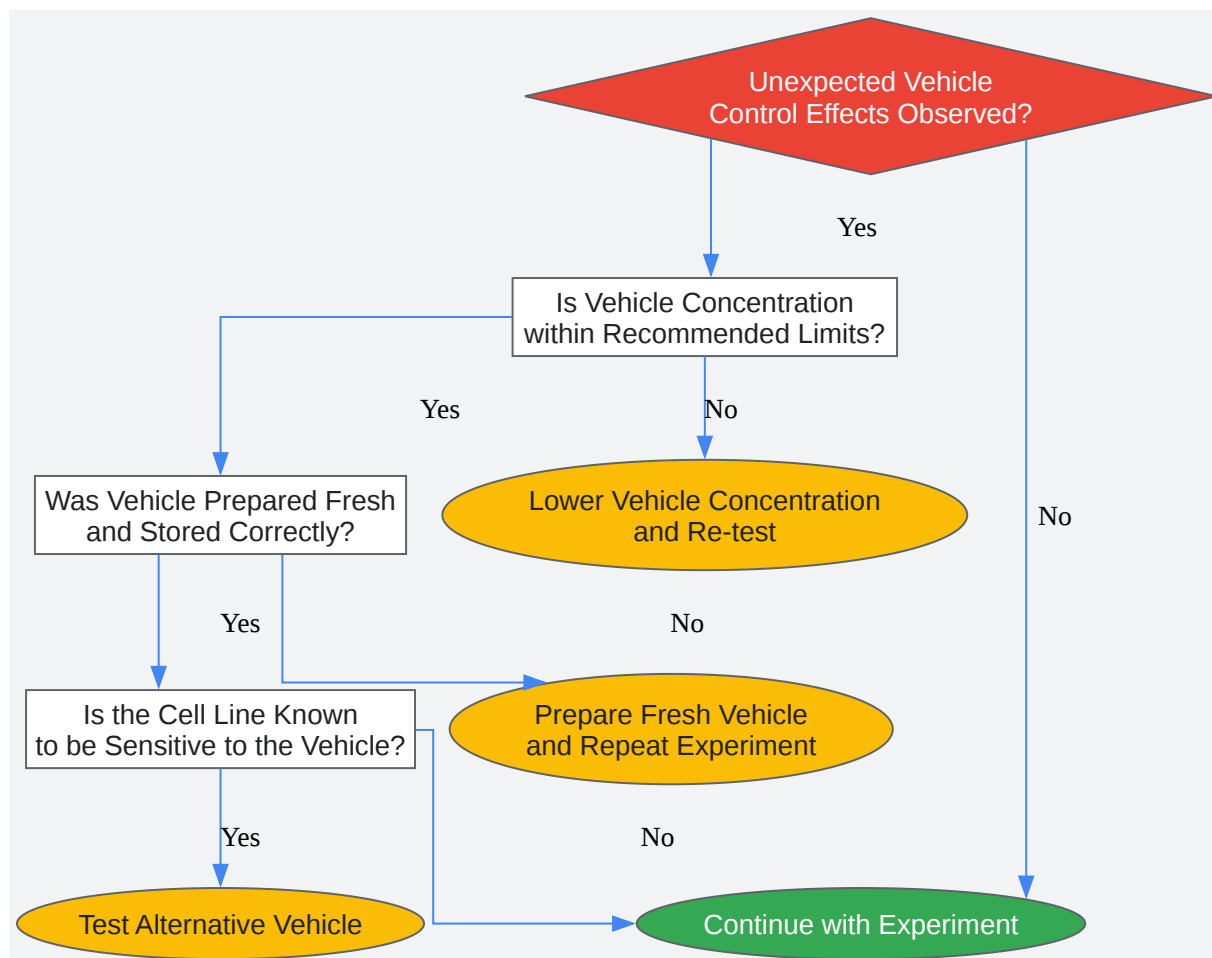 Unexpected Vehicle
Control Effects Observed?
Yes
Is Vehicle Concentration
within Recommended Limits?
Yes
No
Was Vehicle Prepared Fresh
and Stored Correctly?
Lower Vehicle Concentration
and Re-test
No
Yes
No
Is the Cell Line Known
to be Sensitive to the Vehicle?
Prepare Fresh Vehicle
and Repeat Experiment
Yes
No
Test Alternative Vehicle
Continue with Experiment